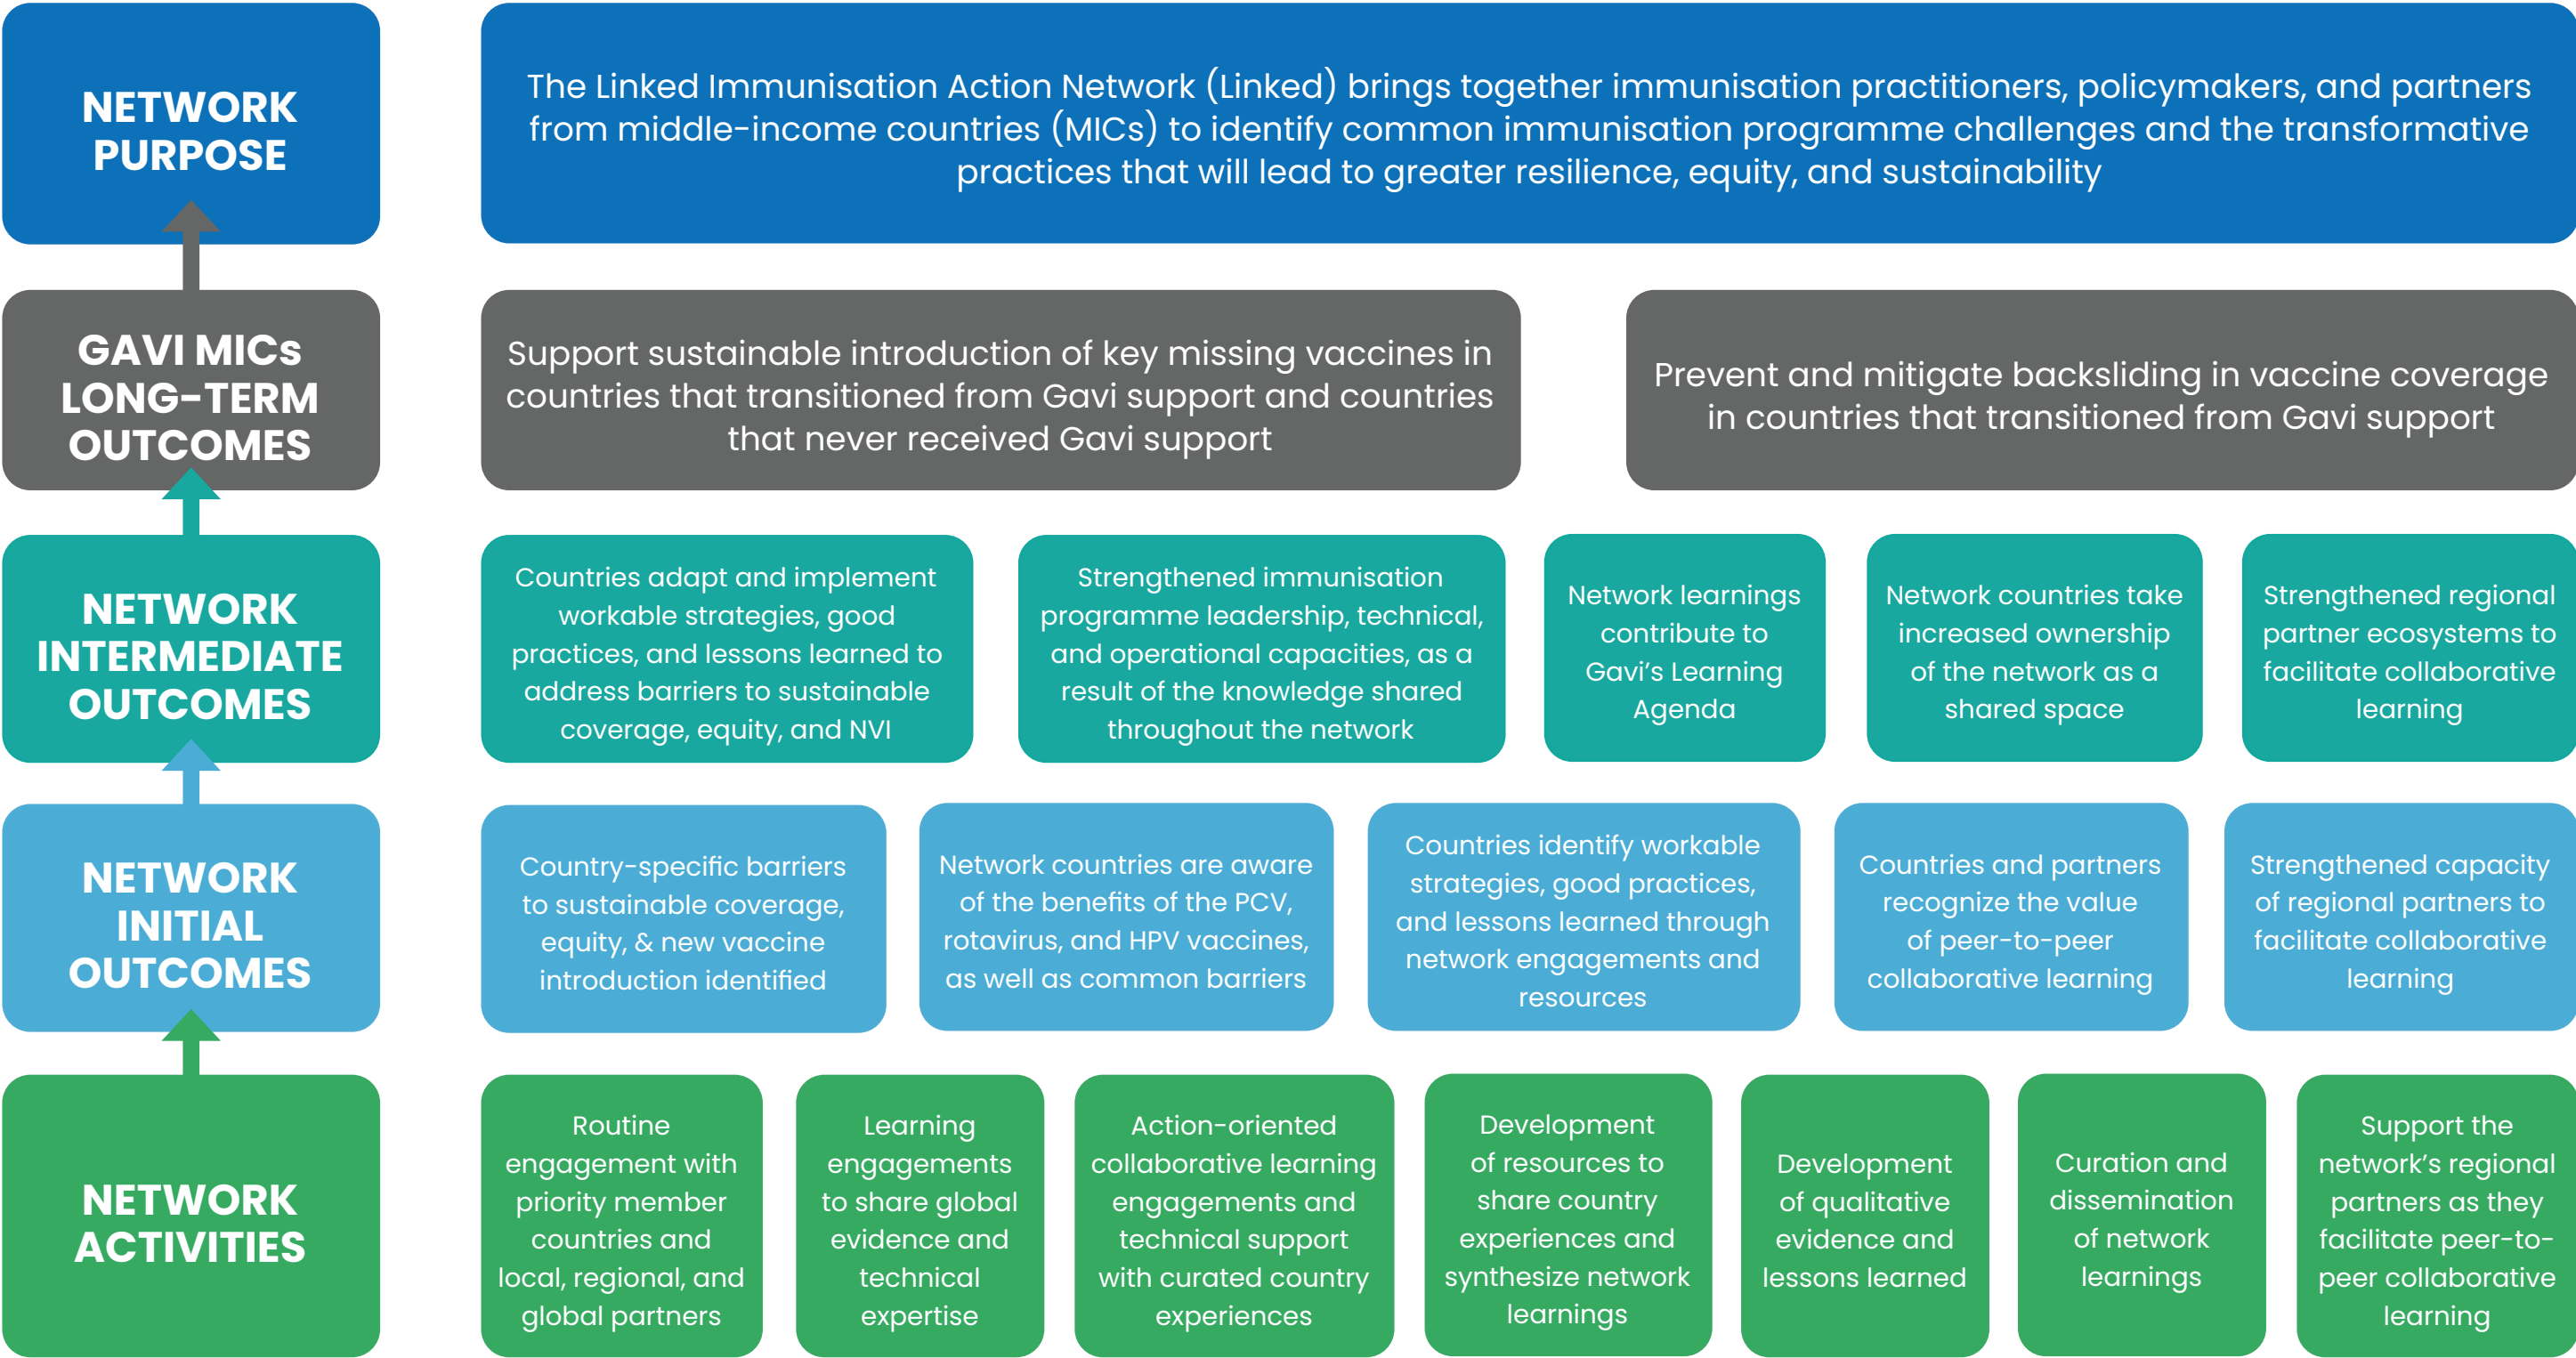 NETWORK
PURPOSE
The Linked Immunisation Action Network (Linked) brings together immunisation practitioners, policymakers, and partners
from middle-income countries (MICs) to identify common immunisation programme challenges and the transformative
practices that will lead to greater resilience, equity, and sustainability
GAVI MICs
LONG-TERM
OUTCOMES
Support sustainable introduction of key missing vaccines in
countries that transitioned from Gavi support and countries
that never received Gavi support
Prevent and mitigate backsliding in vaccine coverage
in countries that transitioned from Gavi support
NETWORK
INTERMEDIATE
OUTCOMES
Countries adapt and implement
workable strategies, good
practices, and lessons learned to
address barriers to sustainable
coverage, equity, and NVI
Strengthened immunisation
programme leadership, technical,
and operational capacities, as a
result of the knowledge shared
throughout the network
Network learnings
contribute to
Gavi's Learning
Agenda
Network countries take
increased ownership
of the network as a
shared space
Strengthened regional
partner ecosystems to
facilitate collaborative
learning
NETWORK
INITIAL
OUTCOMES
Country-specific barriers
to sustainable coverage,
equity, & new vaccine
introduction identified
Network countries are aware
of the benefits of the PCV,
rotavirus, and HPV vaccines,
as well as common barriers
Countries identify workable
strategies, good practices,
and lessons learned through
network engagements and
resources
Countries and partners
recognize the value
of peer-to-peer
collaborative learning
Strengthened capacity
of regional partners to
facilitate collaborative
learning
NETWORK
ACTIVITIES
Routine
engagement with
priority member
countries and
local, regional, and
global partners
Learning
engagements
to share global
evidence and
technical
expertise
Action-oriented
collaborative learning
engagements and
technical support
with curated country
experiences
Development
of resources to
share country
experiences and
synthesize network
learnings
Development
of qualitative
evidence and
lessons learned
Curation and
dissemination
of network
learnings
Support the
network's regional
partners as they
facilitate peer-to-
peer collaborative
learning